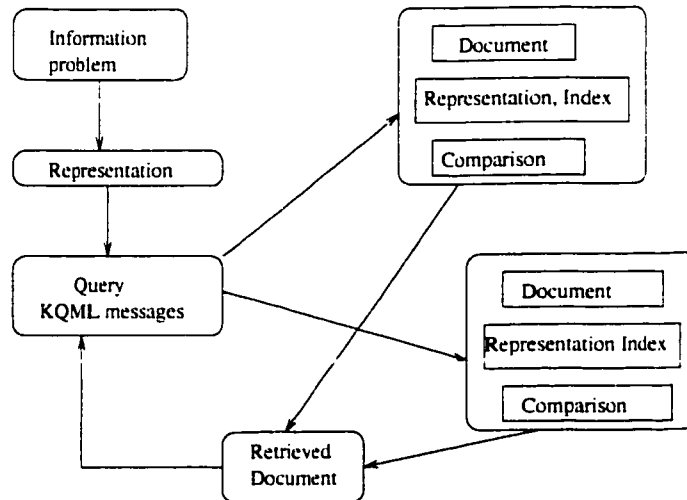 Information
problem
Representation
Query
KQML messages
Document
Representation, Index
Comparison
Document
Representation Index
Comparison
Retrieved
Document